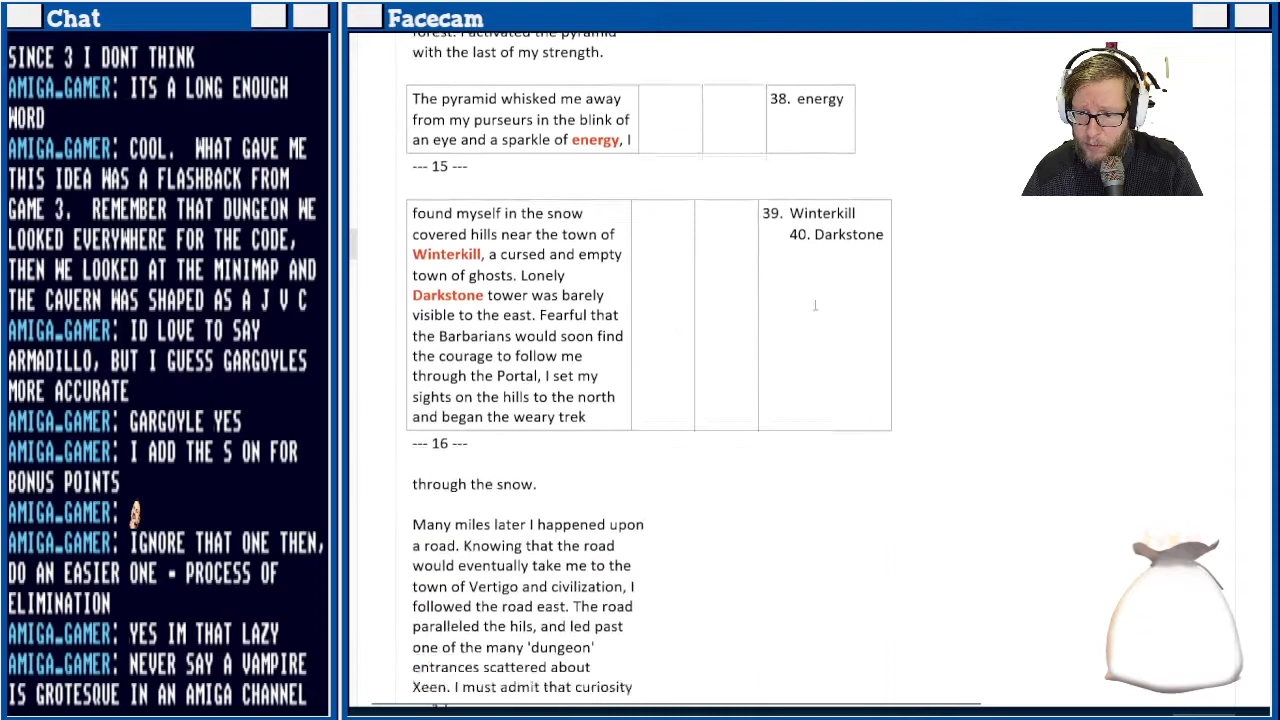 Chat
SINCE 3 I DONT THINK
AMIGA_GAMER: ITS A LONG ENOUGH
WORD
AMIGA_GAMER: COOL. WHAT GAVE ME
THIS IDEA WAS A FLASHBACK FROM
GAME 3. REMEMBER THAT DUNGEON WE
LOOKED EVERYWHERE FOR THE CODE,
THEN WE LOOKED AT THE MINIMAP AND
THE CAVERN WAS SHAPED AS A J V C
AMIGA_GAMER: ID LOVE TO SAY
ARMADILLO, BUT I GUESS GARGOYLES
MORE ACCURATE
AMIGA_GAMER: GARGOYLE YES
AMIGA_GAMER: I ADD THE S ON FOR
BONUS POINTS
AMIGA_GAMER:
AMIGA_GAMER: IGNORE THAT ONE THEN,
DO AN EASIER ONE - PROCESS OF
ELIMINATION
AMIGA_GAMER: YES IM THAT LAZY
AMIGA_GAMER: NEVER SAY A VAMPIRE
IS GROTESQUE IN AN AMIGA CHANNEL
Facecam
forest. I activated the pyramid
with the last of my strength.
The pyramid whisked me away
from my purseurs in the blink of
an eye and a sparkle of energy, I
38. energy
--- 15 ---
found myself in the snow
covered hills near the town of
Winterkill, a cursed and empty
town of ghosts. Lonely
Darkstone tower was barely
visible to the east. Fearful that
the Barbarians would soon find
the courage to follow me
through the Portal, I set my
sights on the hills to the north
and began the weary trek
39. Winterkill
40. Darkstone
--- 16 ---
through the snow.
Many miles later I happened upon
a road. Knowing that the road
would eventually take me to the
town of Vertigo and civilization, I
followed the road east. The road
paralleled the hils, and led past
one of the many 'dungeon'
entrances scattered about
Xeen. I must admit that curiosity